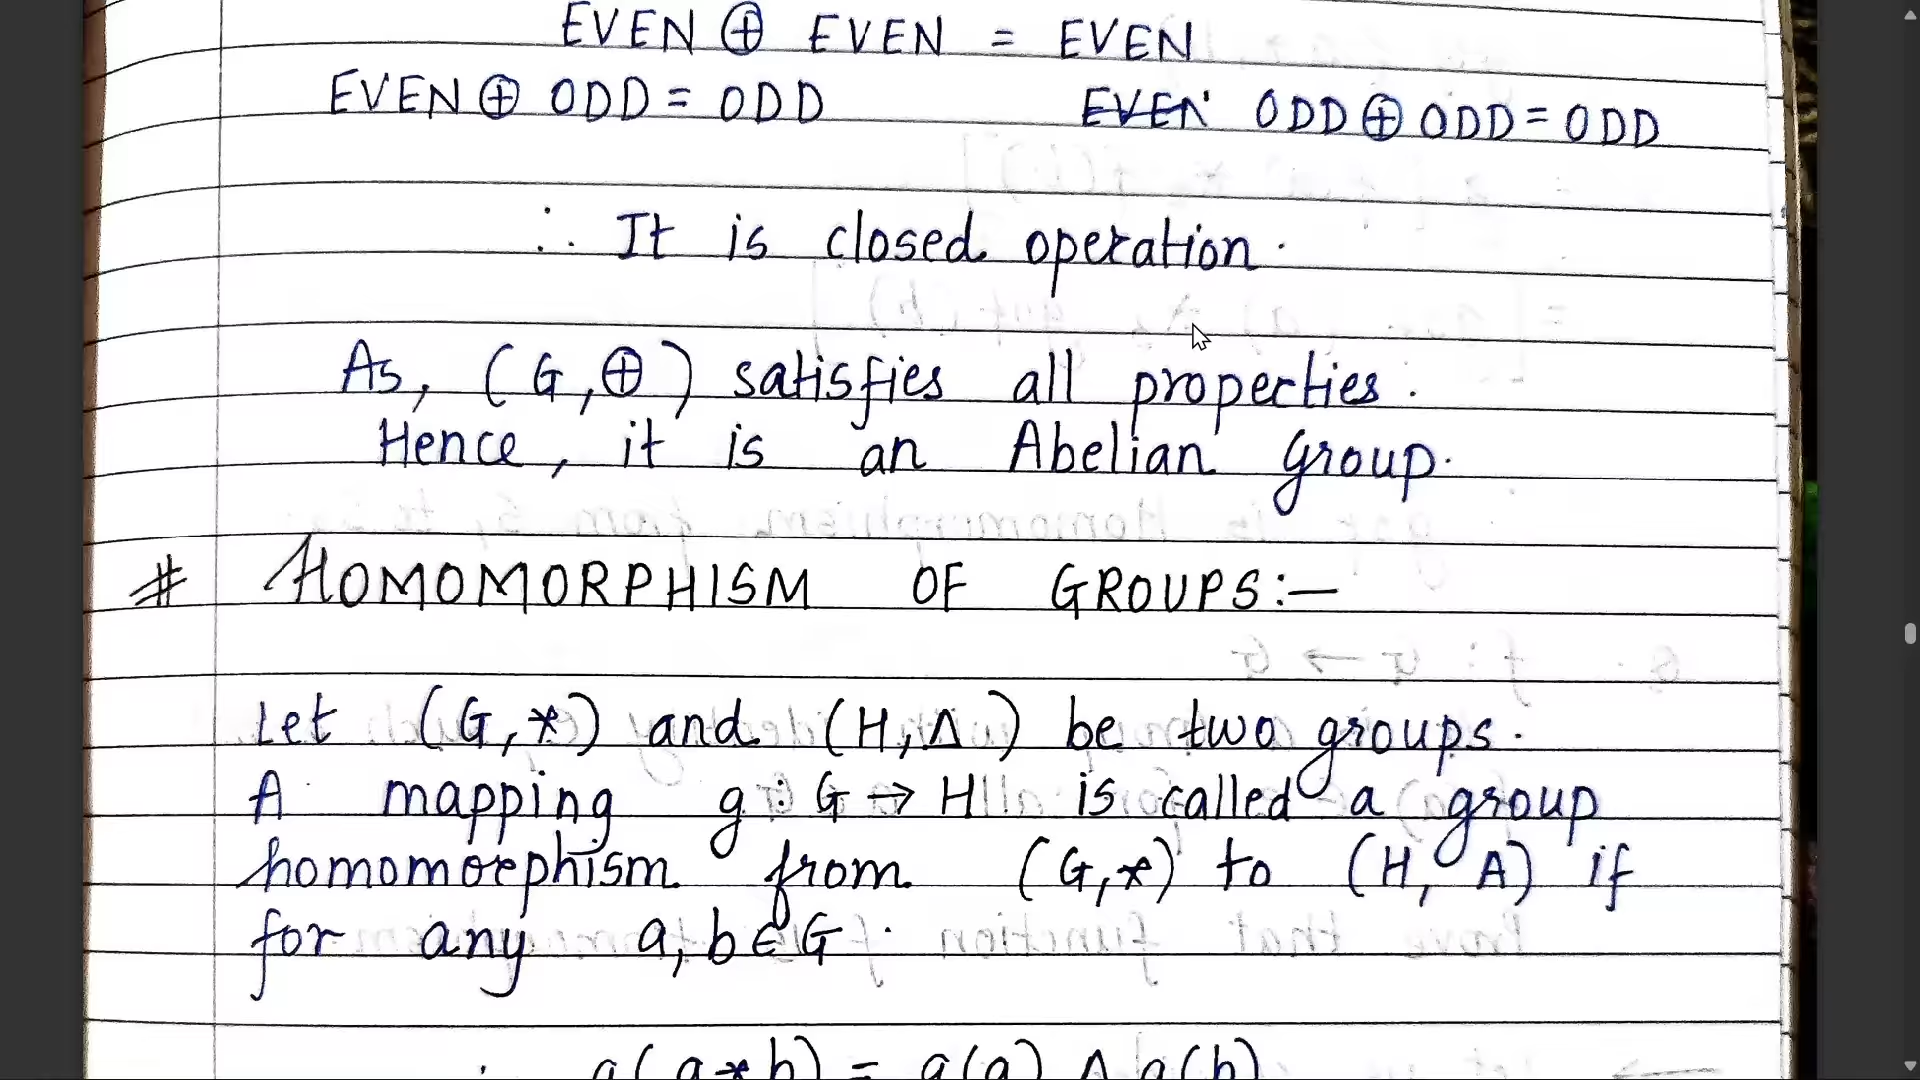 EVEN ⊕ EVEN = EVEN
EVEN ⊕ ODD = ODD EVEN ODD ⊕ ODD = ODD
∴ It is closed operation.
As, (G, ⊕) satisfies all properties.
Hence, it is an Abelian group.
# HOMOMORPHISM OF GROUPS:—
Let (G, *) and (H, Δ) be two groups.
A mapping g : G → H is called a group
homomorphism from (G, *) to (H, A) if
for any a, b ∈ G.
g(a*b) = g(a) Δ g(b)